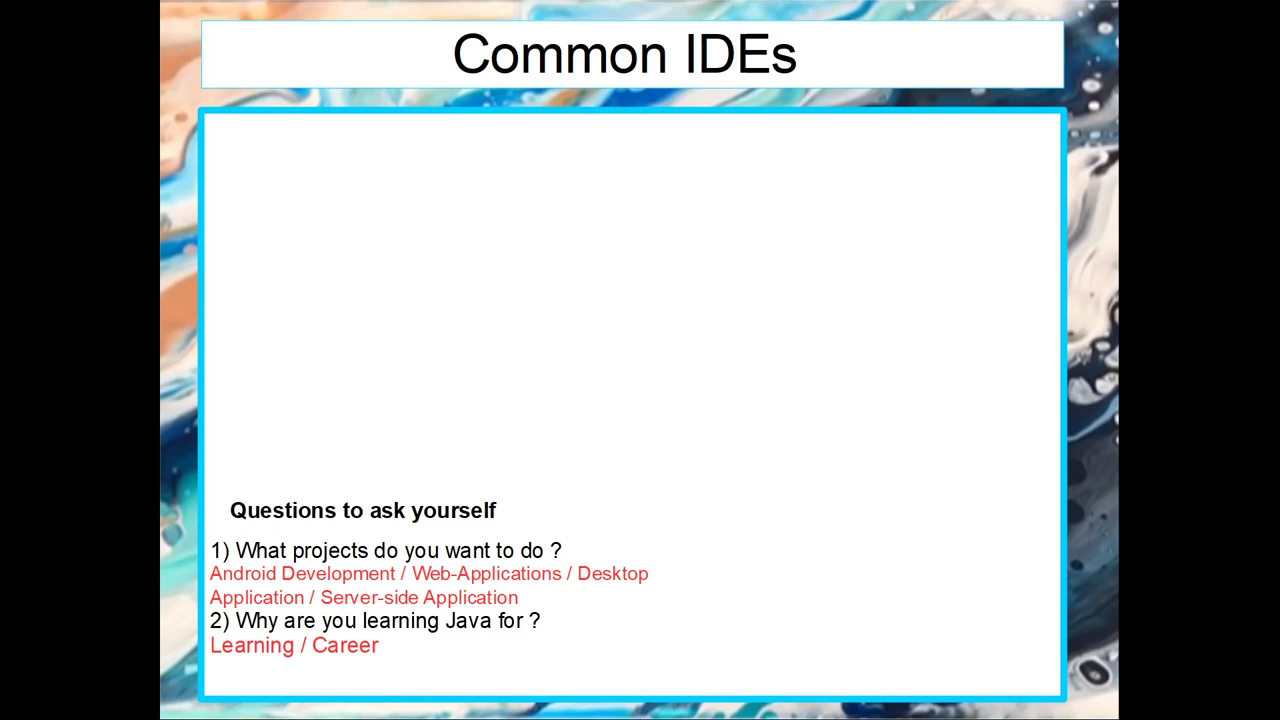 Common IDEs
Questions to ask yourself
1) What projects do you want to do ?
Android Development / Web-Applications / Desktop
Application / Server-side Application
2) Why are you learning Java for ?
Learning / Career